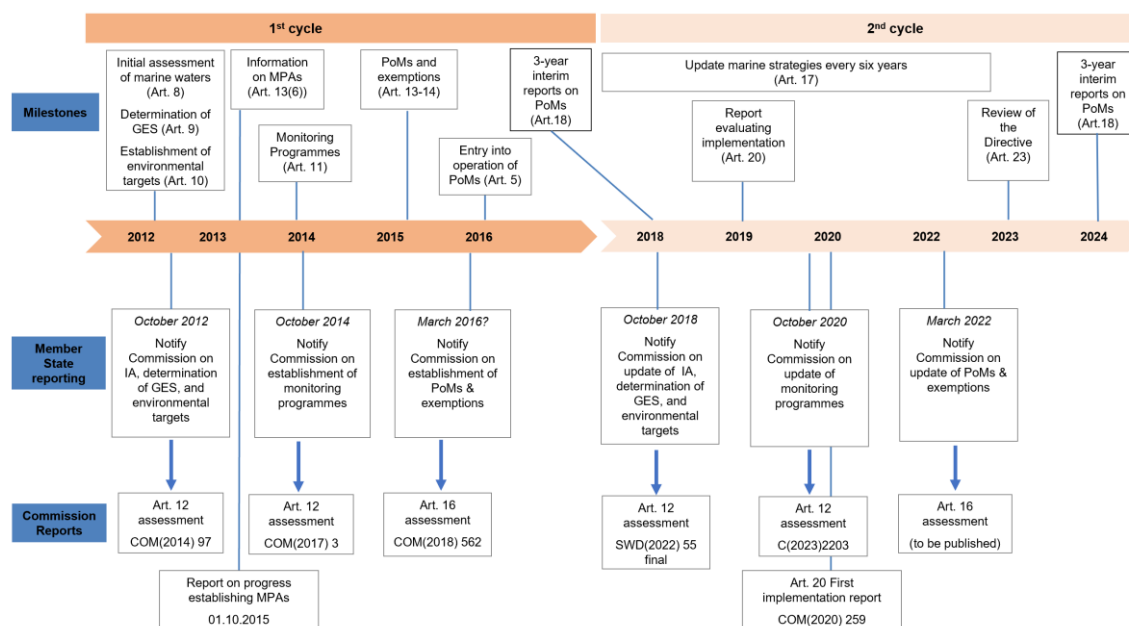 1st cycle
2nd cycle
Milestones
Initial assessment
of marine waters
(Art. 8)
Determination of
GES (Art. 9)
Establishment of
environmental
targets (Art. 10)
Information
on MPAs
(Art. 13(6))
Monitoring
Programmes
(Art. 11)
PoMs and
exemptions
(Art. 13-14)
Entry into
operation of
PoMs (Art. 5)
3-year
interim
reports on
PoMs
(Art.18)
Update marine strategies every six years
(Art. 17)
Report
evaluating
implementation
(Art. 20)
Review of
the
Directive
(Art. 23)
3-year
interim
reports on
PoMs
(Art.18)
2012
2013
2014
2015
2016
2018
2019
2020
2022
2023
2024
Member
State
reporting
October 2012
Notify
Commission on
IA, determination
of GES, and
environmental
targets
October 2014
Notify
Commission on
establishment of
monitoring
programmes
March 2016?
Notify
Commission on
establishment of
PoMs &
exemptions
October 2018
Notify
Commission on
update of IA,
determination of
GES, and
environmental
targets
October 2020
Notify
Commission on
update of
monitoring
programmes
March 2022
Notify
Commission on
update of PoMs &
exemptions
Commission
Reports
Art. 12
assessment
COM(2014) 97
Art. 12
assessment
COM(2017) 3
Art. 16
assessment
COM(2018) 562
Art. 12
assessment
SWD(2022) 55
final
Art. 12
assessment
C(2023)2203
Art. 16
assessment
(to be published)
Report on progress
establishing MPAs
01.10.2015
Art. 20 First
implementation report
COM(2020) 259